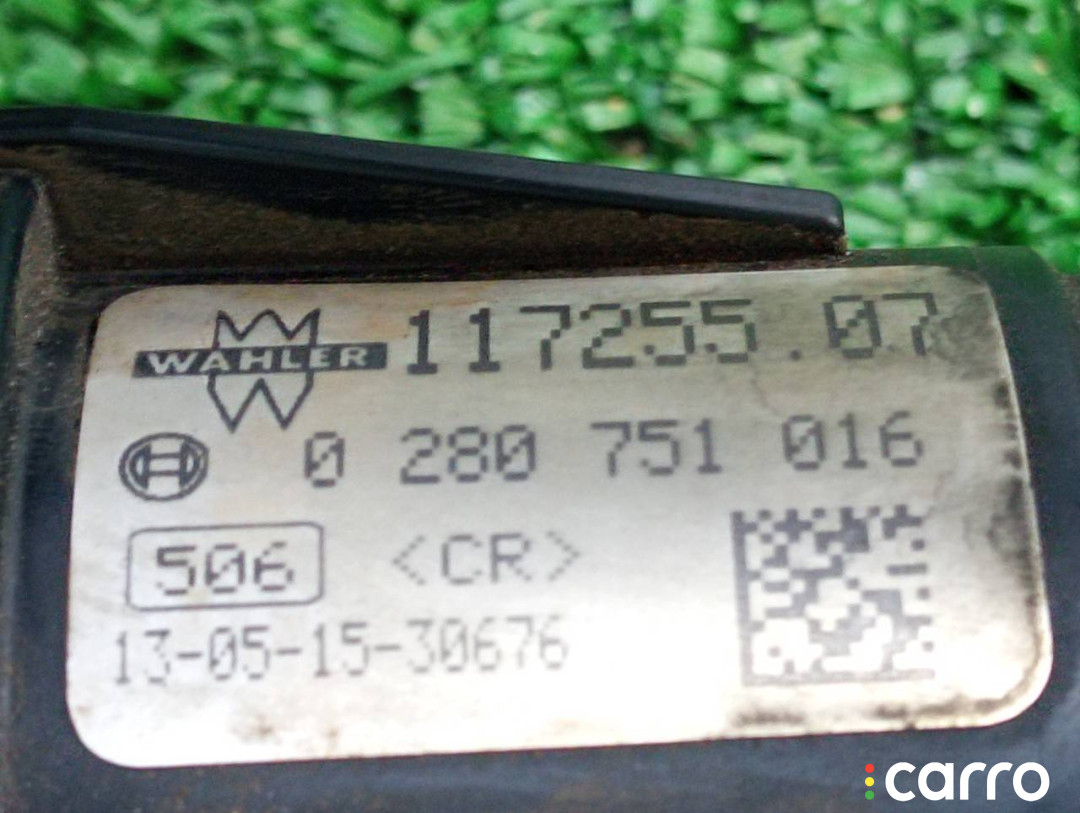 WAHLER 117255.07
0 280 751 016
506 <CR>
13-05-15-30676
carro